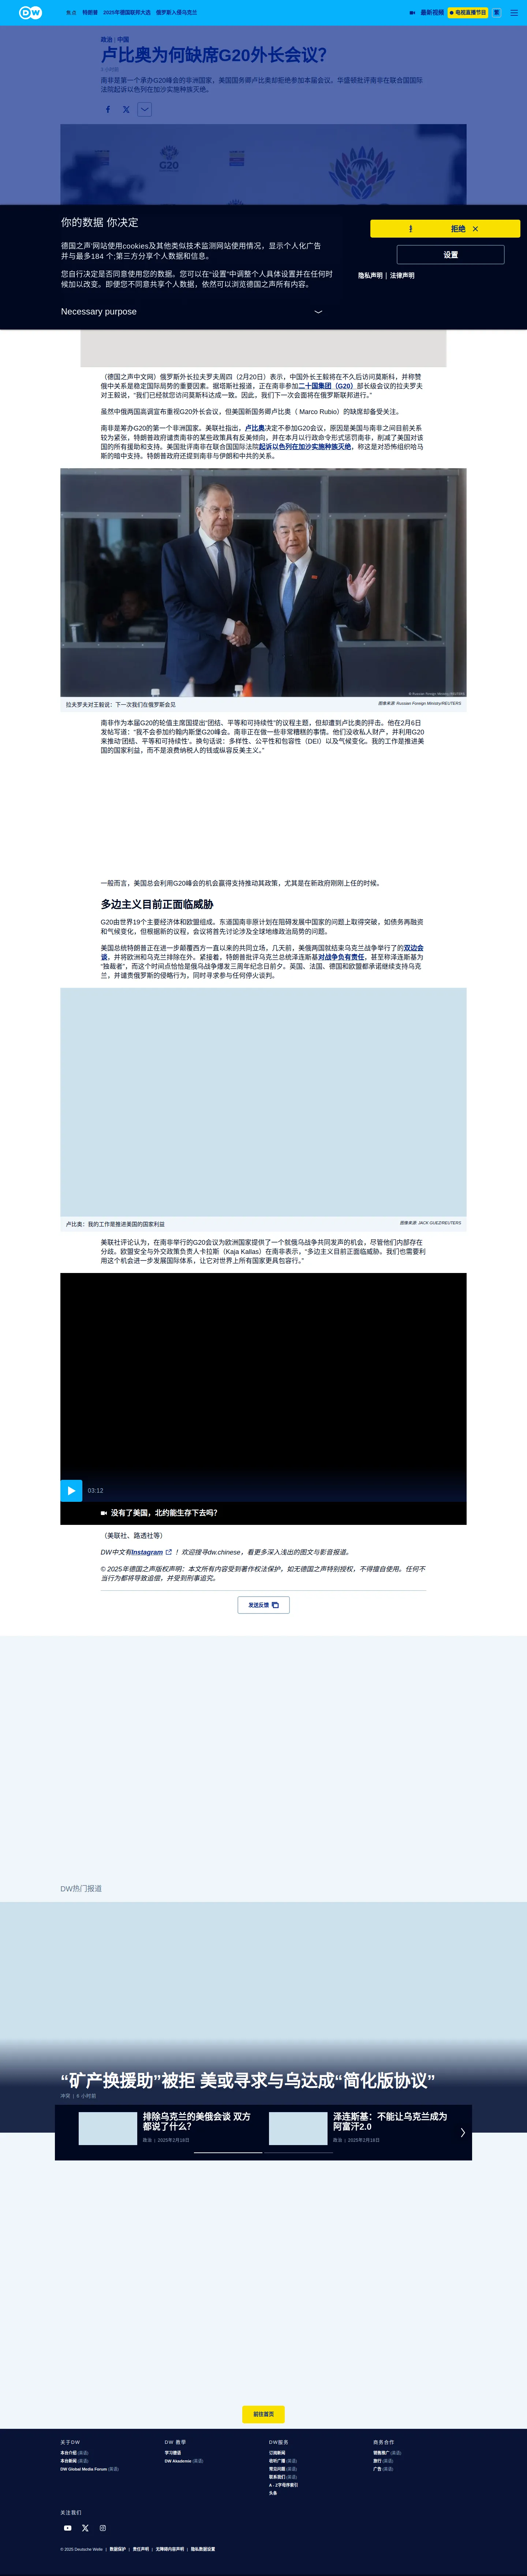 DW
焦点 特朗普 2025年德国联邦大选 俄罗斯入侵乌克兰
最新视频 电视直播节目 繁
政治 | 中国
卢比奥为何缺席G20外长会议？
南非是第一个承办G20峰会的非洲国家，美国国务卿卢比奥却拒绝参加本届会议。华盛顿批评南非在联合国国际
法院起诉以色列在加沙实施种族灭绝。
G20
你的数据 你决定
德国之声'网站使用cookies及其他类似技术监测网站使用情况，显示个人化广告
并与最多184 个;第三方分享个人数据和信息。
您自行决定是否同意使用您的数据。您可以在"设置"中调整个人具体设置并在任何时
候加以改变。即便您不同意共享个人数据，依然可以浏览德国之声所有内容。
Necessary purpose
拒绝
设置
隐私声明 | 法律声明
（德国之声中文网）俄罗斯外长拉夫罗夫周四（2月20日）表示，中国外长王毅将在不久后访问莫斯科，并称赞
俄中关系是稳定国际局势的重要因素。据塔斯社报道，正在南非参加二十国集团（G20）部长级会议的拉夫罗夫
对王毅说，“我们已经就您访问莫斯科达成一致。因此，我们下一次会面将在俄罗斯联邦进行。”
虽然中俄两国高调宣布重视G20外长会议，但美国新国务卿卢比奥（ Marco Rubio）的缺席却备受关注。
南非是筹办G20的第一个非洲国家。美联社指出，卢比奥决定不参加G20会议，原因是美国与南非之间目前关系
较为紧张，特朗普政府谴责南非的某些政策具有反美倾向，并在本月以行政命令形式惩罚南非，削减了美国对该
国的所有援助和支持。美国批评南非在联合国国际法院起诉以色列在加沙实施种族灭绝，称这是对恐怖组织哈马
斯的暗中支持。特朗普政府还提到南非与伊朗和中共的关系。
拉夫罗夫对王毅说：下一次我们在俄罗斯会见
图像来源: Russian Foreign Ministry/REUTERS
南非作为本届G20的轮值主席国提出“团结、平等和可持续性”的议程主题，但却遭到卢比奥的抨击。他在2月6日
发帖写道：“我不会参加约翰内斯堡G20峰会。南非正在做一些非常糟糕的事情。他们没收私人财产，并利用G20
来推动‘团结、平等和可持续性’。换句话说：多样性、公平性和包容性（DEI）以及气候变化。我的工作是推进美
国的国家利益，而不是浪费纳税人的钱或纵容反美主义。”
一般而言，美国总会利用G20峰会的机会赢得支持推动其政策，尤其是在新政府刚刚上任的时候。
多边主义目前正面临威胁
G20由世界19个主要经济体和欧盟组成。东道国南非原计划在阻碍发展中国家的问题上取得突破，如债务再融资
和气候变化，但根据新的议程，会议将首先讨论涉及全球地缘政治局势的问题。
美国总统特朗普正在进一步颠覆西方一直以来的共同立场，几天前，美俄两国就结束乌克兰战争举行了的双边会
谈，并将欧洲和乌克兰排除在外。紧接着，特朗普批评乌克兰总统泽连斯基对战争负有责任，甚至称泽连斯基为
“独裁者”，而这个时间点恰恰是俄乌战争爆发三周年纪念日前夕。英国、法国、德国和欧盟都承诺继续支持乌克
兰，并谴责俄罗斯的侵略行为，同时寻求参与任何停火谈判。
卢比奥：我的工作是推进美国的国家利益
图像来源: JACK GUEZ/REUTERS
美联社评论认为，在南非举行的G20会议为欧洲国家提供了一个就俄乌战争共同发声的机会，尽管他们内部存在
分歧。欧盟安全与外交政策负责人卡拉斯（Kaja Kallas）在南非表示，“多边主义目前正面临威胁。我们也需要利
用这个机会进一步发展国际体系，让它对世界上所有国家更具包容行。”
03:12
没有了美国，北约能生存下去吗？
（美联社、路透社等）
DW中文有Instagram ！欢迎搜寻dw.chinese，看更多深入浅出的图文与影音报道。
© 2025年德国之声版权声明：本文所有内容受到著作权法保护，如无德国之声特别授权，不得擅自使用。任何不
当行为都将导致追偿，并受到刑事追究。
发送反馈
DW热门报道
“矿产换援助”被拒 美或寻求与乌达成“简化版协议”
冲突 | 6 小时前
排除乌克兰的美俄会谈 双方
都说了什么？
政治 | 2025年2月18日
泽连斯基：不能让乌克兰成为
阿富汗2.0
政治 | 2025年2月18日
前往首页
关于DW
本台介绍 (英语)
本台新闻 (英语)
DW Global Media Forum (英语)
DW 教学
学习德语
DW Akademie (英语)
DW服务
订阅新闻
收听广播 (英语)
常见问题 (英语)
联系我们 (英语)
A - Z字母序索引
头条
商务合作
销售推广 (英语)
旅行 (英语)
广告 (英语)
关注我们
© 2025 Deutsche Welle | 数据保护 | 责任声明 | 无障碍内容声明 | 隐私数据设置